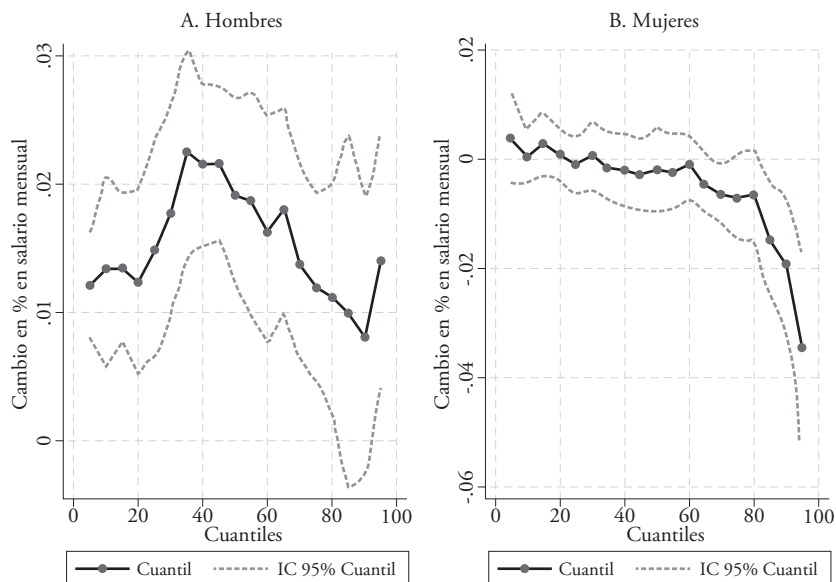 A. Hombres
Cambio en % en salario mensual
.03
.02
.01
0
0 20 40 60 80 100
Cuantiles
Cuantil IC 95% Cuantil
B. Mujeres
Cambio en % en salario mensual
.02
0
-.02
-.04
-.06
0 20 40 60 80 100
Cuantiles
Cuantil IC 95% Cuantil